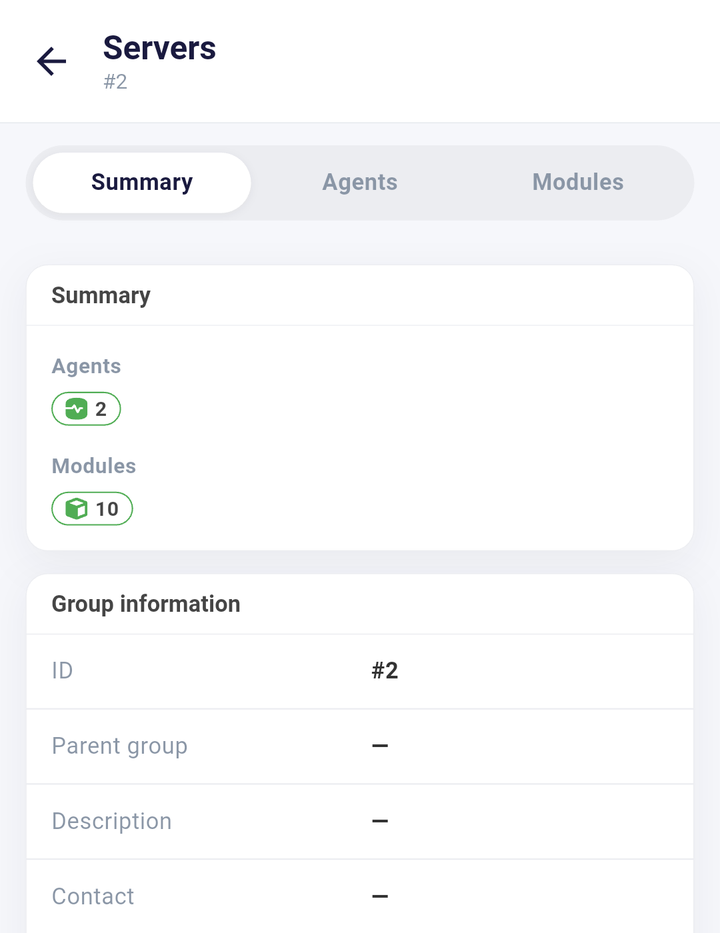 Servers
#2
Summary Agents Modules
Summary
Agents
2
Modules
10
Group information
ID #2
Parent group –
Description –
Contact –